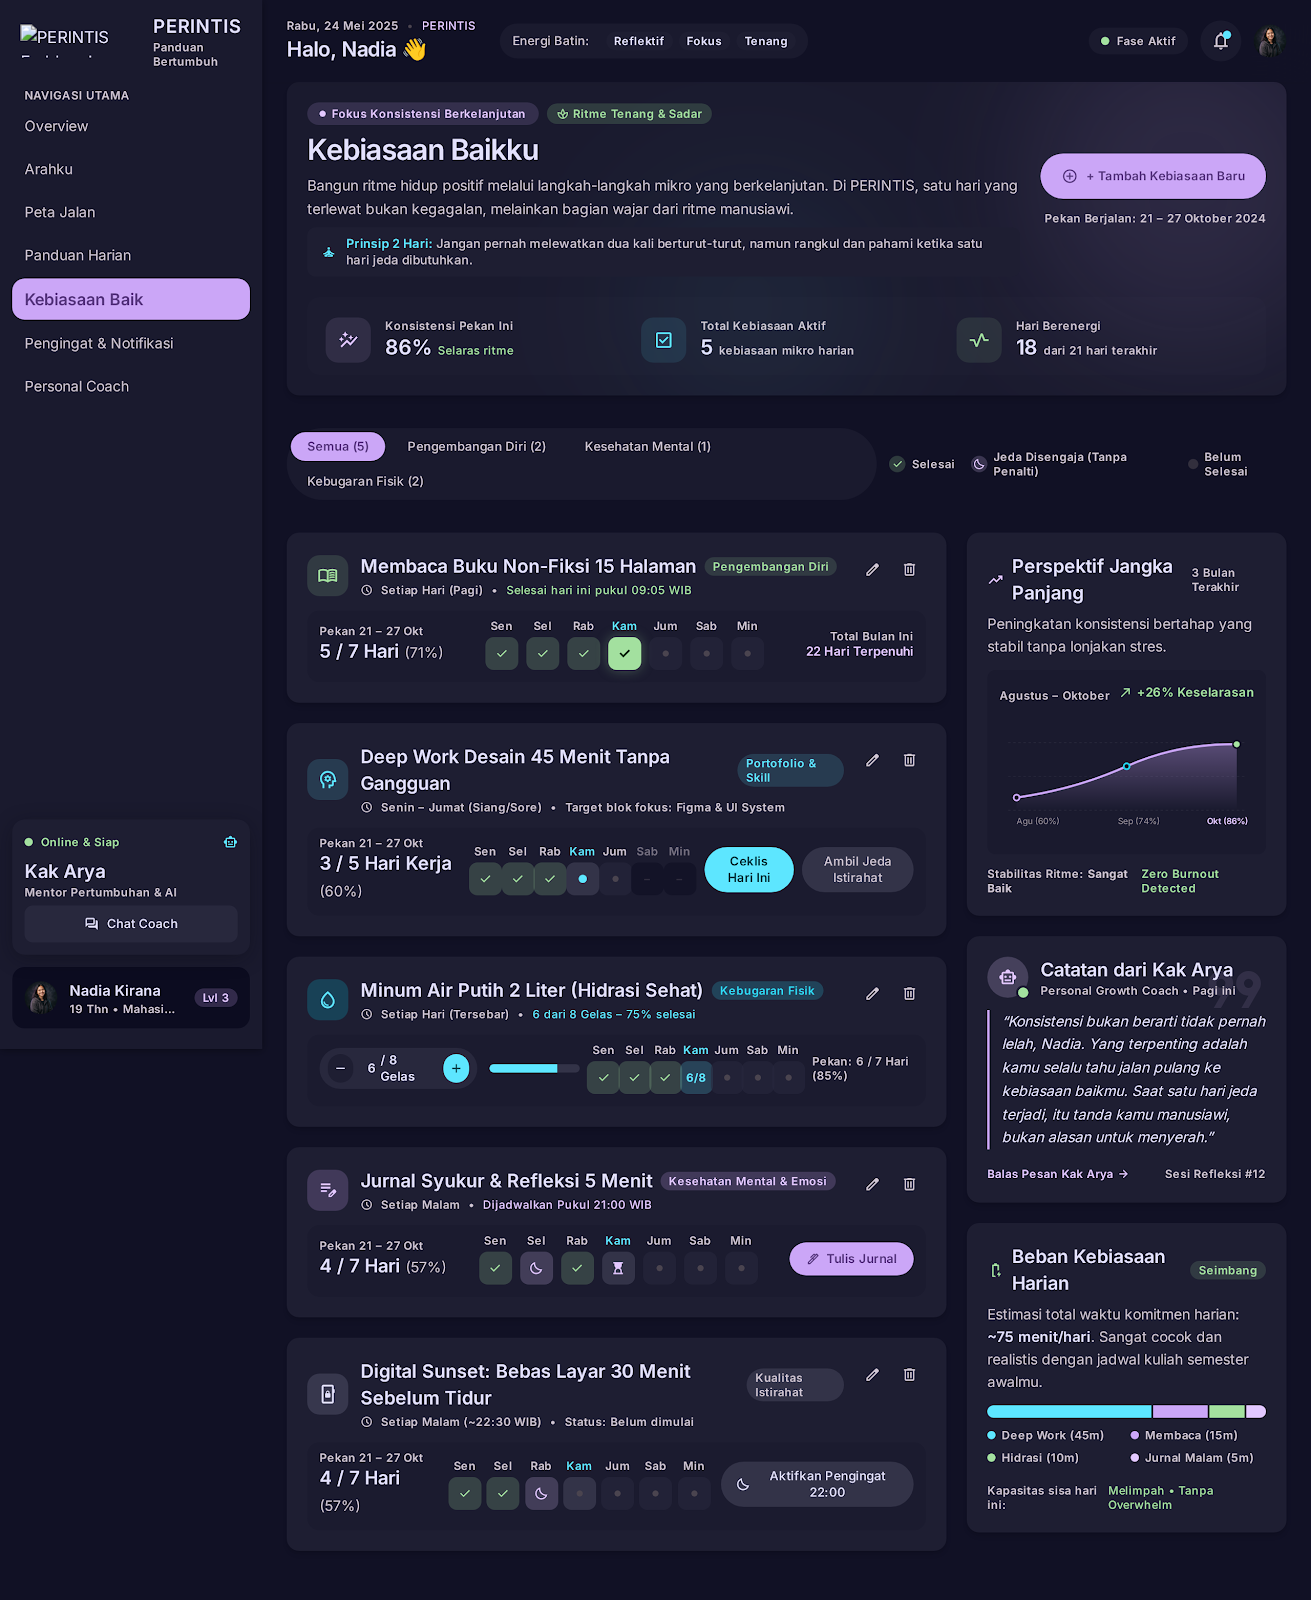 PERINTIS
PERINTIS
Panduan
Bertumbuh
NAVIGASI UTAMA
Overview
Arahku
Peta Jalan
Panduan Harian
Kebiasaan Baik
Pengingat & Notifikasi
Personal Coach
Online & Siap
Kak Arya
Mentor Pertumbuhan & AI
Chat Coach
Nadia Kirana
19 Thn • Mahasi...
Lvl 3
Rabu, 24 Mei 2025 • PERINTIS
Halo, Nadia 👋
Energi Batin: Reflektif Fokus Tenang
Fase Aktif
Fokus Konsistensi Berkelanjutan
Ritme Tenang & Sadar
Kebiasaan Baikku
Bangun ritme hidup positif melalui langkah-langkah mikro yang berkelanjutan. Di PERINTIS, satu hari yang
terlewat bukan kegagalan, melainkan bagian wajar dari ritme manusiawi.
Prinsip 2 Hari: Jangan pernah melewatkan dua kali berturut-turut, namun rangkul dan pahami ketika satu
hari jeda dibutuhkan.
+ Tambah Kebiasaan Baru
Pekan Berjalan: 21 – 27 Oktober 2024
Konsistensi Pekan Ini
86% Selaras ritme
Total Kebiasaan Aktif
5 kebiasaan mikro harian
Hari Berenergi
18 dari 21 hari terakhir
Semua (5)
Pengembangan Diri (2)
Kesehatan Mental (1)
Kebugaran Fisik (2)
Selesai
Jeda Disengaja (Tanpa
Penalti)
Belum
Selesai
Membaca Buku Non-Fiksi 15 Halaman
Pengembangan Diri
Setiap Hari (Pagi) • Selesai hari ini pukul 09:05 WIB
Pekan 21 – 27 Okt
5 / 7 Hari (71%)
Sen Sel Rab Kam Jum Sab Min
Total Bulan Ini
22 Hari Terpenuhi
Deep Work Desain 45 Menit Tanpa
Gangguan
Portofolio &
Skill
Senin – Jumat (Siang/Sore) • Target blok fokus: Figma & UI System
Pekan 21 – 27 Okt
3 / 5 Hari Kerja
(60%)
Sen Sel Rab Kam Jum Sab Min
Ceklis
Hari Ini
Ambil Jeda
Istirahat
Minum Air Putih 2 Liter (Hidrasi Sehat)
Kebugaran Fisik
Setiap Hari (Tersebar) • 6 dari 8 Gelas – 75% selesai
− 6 / 8
Gelas
+
Sen Sel Rab Kam Jum Sab Min
6/8
Pekan: 6 / 7 Hari
(85%)
Jurnal Syukur & Refleksi 5 Menit
Kesehatan Mental & Emosi
Setiap Malam • Dijadwalkan Pukul 21:00 WIB
Pekan 21 – 27 Okt
4 / 7 Hari (57%)
Sen Sel Rab Kam Jum Sab Min
Tulis Jurnal
Digital Sunset: Bebas Layar 30 Menit
Sebelum Tidur
Kualitas
Istirahat
Setiap Malam (~22:30 WIB) • Status: Belum dimulai
Pekan 21 – 27 Okt
4 / 7 Hari
(57%)
Sen Sel Rab Kam Jum Sab Min
Aktifkan Pengingat
22:00
Perspektif Jangka
Panjang
3 Bulan
Terakhir
Peningkatan konsistensi bertahap yang
stabil tanpa lonjakan stres.
Agustus – Oktober
+26% Keselarasan
Agu (60%) Sep (74%) Okt (86%)
Stabilitas Ritme: Sangat
Baik
Zero Burnout
Detected
Catatan dari Kak Arya
Personal Growth Coach • Pagi ini
“Konsistensi bukan berarti tidak pernah
lelah, Nadia. Yang terpenting adalah
kamu selalu tahu jalan pulang ke
kebiasaan baikmu. Saat satu hari jeda
terjadi, itu tanda kamu manusiawi,
bukan alasan untuk menyerah.”
Balas Pesan Kak Arya →
Sesi Refleksi #12
Beban Kebiasaan
Harian
Seimbang
Estimasi total waktu komitmen harian:
~75 menit/hari. Sangat cocok dan
realistis dengan jadwal kuliah semester
awalmu.
Deep Work (45m)
Membaca (15m)
Hidrasi (10m)
Jurnal Malam (5m)
Kapasitas sisa hari
ini:
Melimpah • Tanpa
Overwhelm